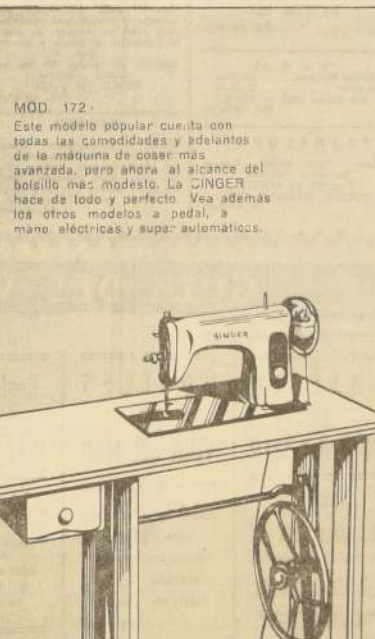 MOD. 172.
Este modelo popular cuenta con
todas las comodidades y adelantos
de la máquina de coser más
avanzada, pero ahora al alcance del
bolsillo más modesto. La SINGER
hace de todo y perfecto. Vea además
los otros modelos a pedal, a
mano, eléctricas y super automáticas.
SINGER